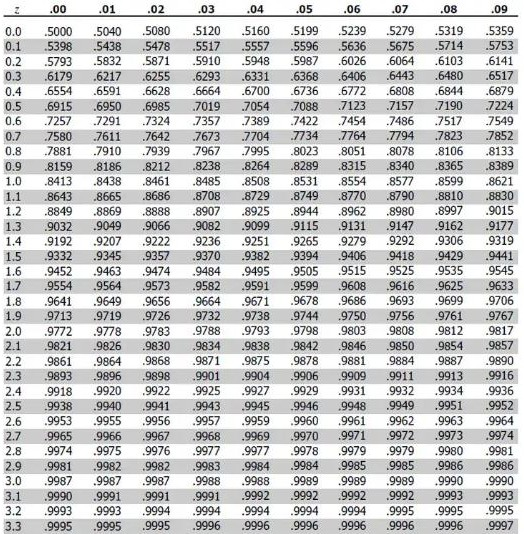 z .00 .01 .02 .03 .04 .05 .06 .07 .08 .09
0.0 .5000 .5040 .5080 .5120 .5160 .5199 .5239 .5279 .5319 .5359
0.1 .5398 .5438 .5478 .5517 .5557 .5596 .5636 .5675 .5714 .5753
0.2 .5793 .5832 .5871 .5910 .5948 .5987 .6026 .6064 .6103 .6141
0.3 .6179 .6217 .6255 .6293 .6331 .6368 .6406 .6443 .6480 .6517
0.4 .6554 .6591 .6628 .6664 .6700 .6736 .6772 .6808 .6844 .6879
0.5 .6915 .6950 .6985 .7019 .7054 .7088 .7123 .7157 .7190 .7224
0.6 .7257 .7291 .7324 .7357 .7389 .7422 .7454 .7486 .7517 .7549
0.7 .7580 .7611 .7642 .7673 .7704 .7734 .7764 .7794 .7823 .7852
0.8 .7881 .7910 .7939 .7967 .7995 .8023 .8051 .8078 .8106 .8133
0.9 .8159 .8186 .8212 .8238 .8264 .8289 .8315 .8340 .8365 .8389
1.0 .8413 .8438 .8461 .8485 .8508 .8531 .8554 .8577 .8599 .8621
1.1 .8643 .8665 .8686 .8708 .8729 .8749 .8770 .8790 .8810 .8830
1.2 .8849 .8869 .8888 .8907 .8925 .8944 .8962 .8980 .8997 .9015
1.3 .9032 .9049 .9066 .9082 .9099 .9115 .9131 .9147 .9162 .9177
1.4 .9192 .9207 .9222 .9236 .9251 .9265 .9279 .9292 .9306 .9319
1.5 .9332 .9345 .9357 .9370 .9382 .9394 .9406 .9418 .9429 .9441
1.6 .9452 .9463 .9474 .9484 .9495 .9505 .9515 .9525 .9535 .9545
1.7 .9554 .9564 .9573 .9582 .9591 .9599 .9608 .9616 .9625 .9633
1.8 .9641 .9649 .9656 .9664 .9671 .9678 .9686 .9693 .9699 .9706
1.9 .9713 .9719 .9726 .9732 .9738 .9744 .9750 .9756 .9761 .9767
2.0 .9772 .9778 .9783 .9788 .9793 .9798 .9803 .9808 .9812 .9817
2.1 .9821 .9826 .9830 .9834 .9838 .9842 .9846 .9850 .9854 .9857
2.2 .9861 .9864 .9868 .9871 .9875 .9878 .9881 .9884 .9887 .9890
2.3 .9893 .9896 .9898 .9901 .9904 .9906 .9909 .9911 .9913 .9916
2.4 .9918 .9920 .9922 .9925 .9927 .9929 .9931 .9932 .9934 .9936
2.5 .9938 .9940 .9941 .9943 .9945 .9946 .9948 .9949 .9951 .9952
2.6 .9953 .9955 .9956 .9957 .9959 .9960 .9961 .9962 .9963 .9964
2.7 .9965 .9966 .9967 .9968 .9969 .9970 .9971 .9972 .9973 .9974
2.8 .9974 .9975 .9976 .9977 .9977 .9978 .9979 .9979 .9980 .9981
2.9 .9981 .9982 .9982 .9983 .9984 .9984 .9985 .9985 .9986 .9986
3.0 .9987 .9987 .9987 .9988 .9988 .9989 .9989 .9989 .9990 .9990
3.1 .9990 .9991 .9991 .9991 .9992 .9992 .9992 .9992 .9993 .9993
3.2 .9993 .9993 .9994 .9994 .9994 .9994 .9994 .9995 .9995 .9995
3.3 .9995 .9995 .9995 .9996 .9996 .9996 .9996 .9996 .9996 .9997